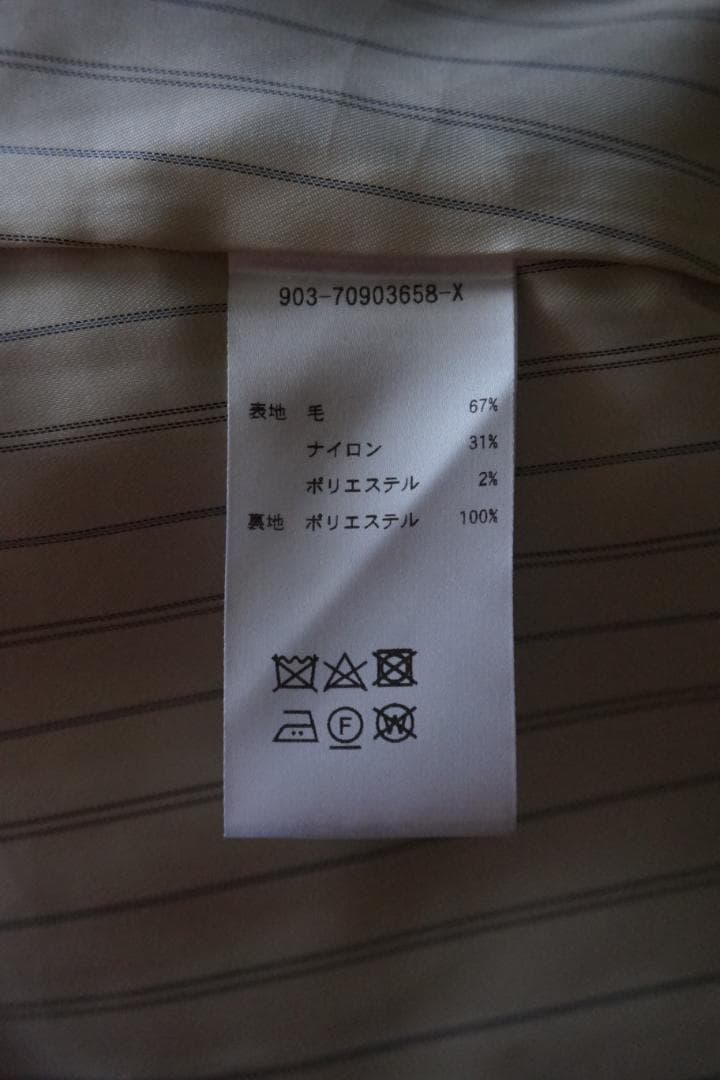 903-70903658-X
表地 毛 67%
ナイロン 31%
ポリエステル 2%
裏地 ポリエステル 100%
F W